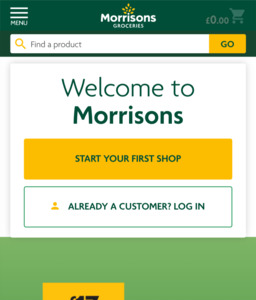 Morrisons
GROCERIES
MENU
£0.00
Find a product
GO
Welcome to
Morrisons
START YOUR FIRST SHOP
ALREADY A CUSTOMER? LOG IN